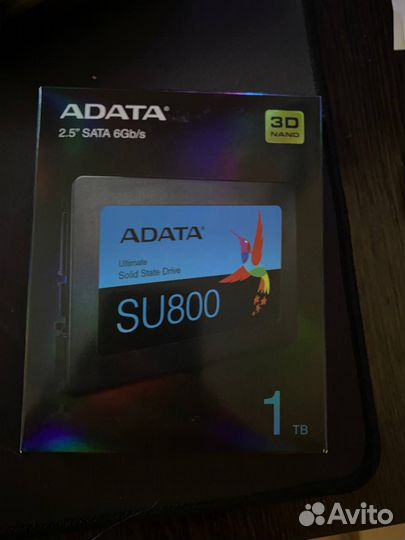 ADATA®
2.5" SATA 6Gb/s
3D
NAND
ADATA®
Ultimate
Solid State Drive
SU800
1
TB
Avito